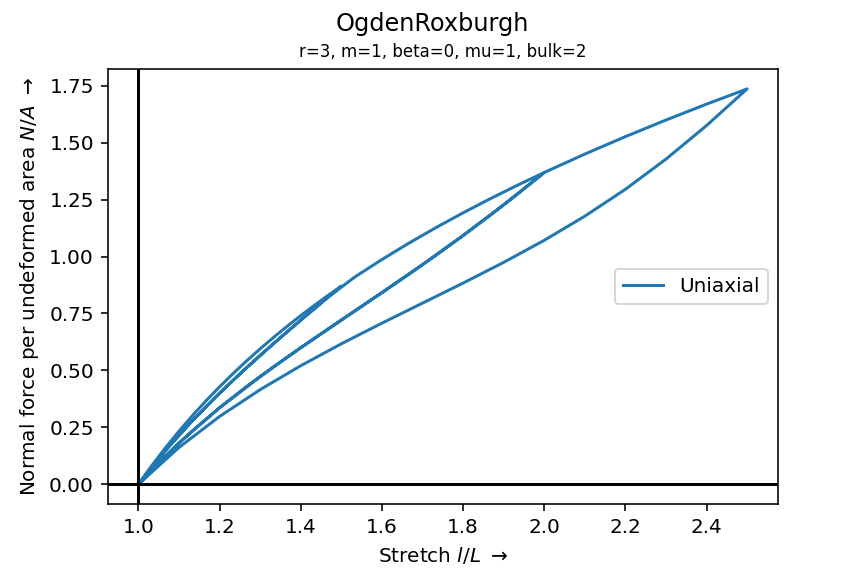 OgdenRoxburgh
r=3, m=1, beta=0, mu=1, bulk=2
Normal force per undeformed area N/A →
1.75
1.50
1.25
1.00
0.75
0.50
0.25
0.00
Uniaxial
1.0 1.2 1.4 1.6 1.8 2.0 2.2 2.4
Stretch l/L →